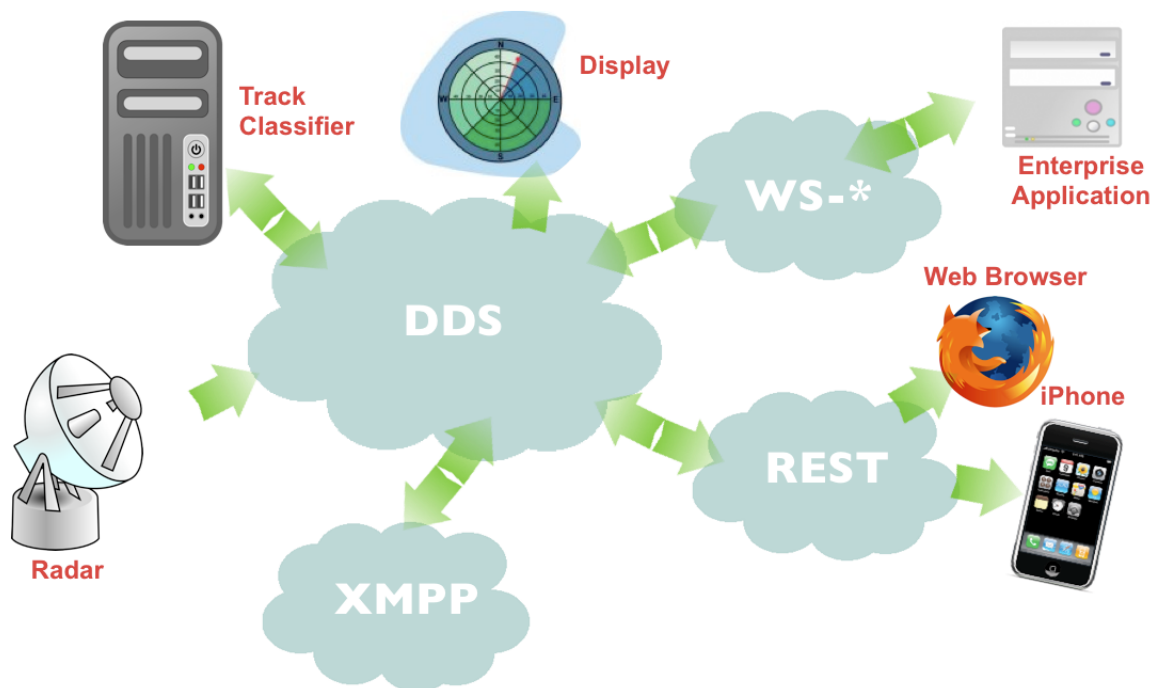 Track
Classifier
Display
N
W
E
S
WS-*
Enterprise
Application
DDS
Web Browser
iPhone
REST
Radar
XMPP